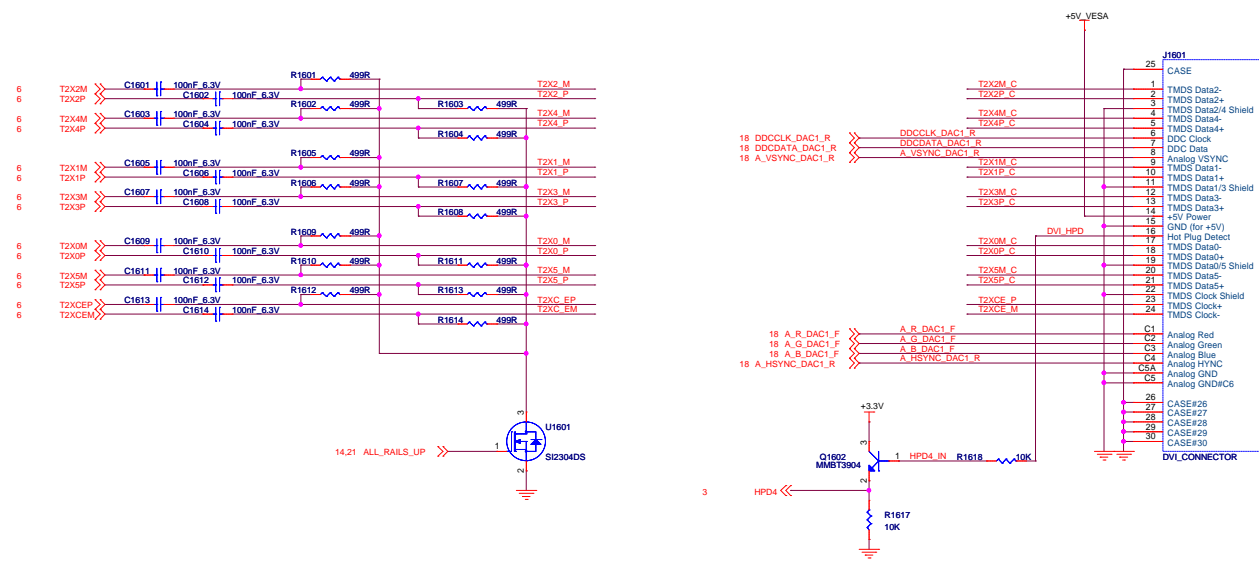 +5V_VESA
J1601
25 CASE
6 T2X2M C1601 100nF_6.3V R1601 499R T2X2_M
6 T2X2P C1602 100nF_6.3V T2X2_P
6 T2X4M C1603 100nF_6.3V R1602 499R R1603 499R T2X4_M
6 T2X4P C1604 100nF_6.3V R1604 499R T2X4_P
6 T2X1M C1605 100nF_6.3V R1605 499R T2X1_M
6 T2X1P C1606 100nF_6.3V T2X1_P
6 T2X3M C1607 100nF_6.3V R1606 499R R1607 499R T2X3_M
6 T2X3P C1608 100nF_6.3V R1608 499R T2X3_P
6 T2X0M C1609 100nF_6.3V R1609 499R T2X0_M
6 T2X0P C1610 100nF_6.3V T2X0_P
6 T2X5M C1611 100nF_6.3V R1610 499R R1611 499R T2X5_M
6 T2X5P C1612 100nF_6.3V T2X5_P
6 T2XCEP C1613 100nF_6.3V R1612 499R R1613 499R T2XC_EP
6 T2XCEM C1614 100nF_6.3V R1614 499R T2XC_EM
14,21 ALL_RAILS_UP
1
3
2
U1601
SI2304DS
T2X2M_C 1 TMDS Data2-
T2X2P_C 2 TMDS Data2+
3 TMDS Data2/4 Shield
T2X4M_C 4 TMDS Data4-
T2X4P_C 5 TMDS Data4+
18 DDCCLK_DAC1_R DDCCLK_DAC1_R 6 DDC Clock
18 DDCDATA_DAC1_R DDCDATA_DAC1_R 7 DDC Data
18 A_VSYNC_DAC1_R A_VSYNC_DAC1_R 8 Analog VSYNC
T2X1M_C 9 TMDS Data1-
T2X1P_C 10 TMDS Data1+
11 TMDS Data1/3 Shield
T2X3M_C 12 TMDS Data3-
T2X3P_C 13 TMDS Data3+
14 +5V Power
15 GND (for +5V)
DVI_HPD 16 Hot Plug Detect
T2X0M_C 17 TMDS Data0-
T2X0P_C 18 TMDS Data0+
19 TMDS Data0/5 Shield
T2X5M_C 20 TMDS Data5-
T2X5P_C 21 TMDS Data5+
22 TMDS Clock Shield
T2XCE_P 23 TMDS Clock+
T2XCE_M 24 TMDS Clock-
18 A_R_DAC1_F A_R_DAC1_F C1 Analog Red
18 A_G_DAC1_F A_G_DAC1_F C2 Analog Green
18 A_B_DAC1_F A_B_DAC1_F C3 Analog Blue
18 A_HSYNC_DAC1_R A_HSYNC_DAC1_R C4 Analog HYNC
C5A Analog GND
C5 Analog GND#C6
26 CASE#26
27 CASE#27
28 CASE#28
29 CASE#29
30 CASE#30
DVI_CONNECTOR
+3.3V
3
Q1602
MMBT3904
1 HPD4_IN R1618 10K
2
3 HPD4
R1617
10K